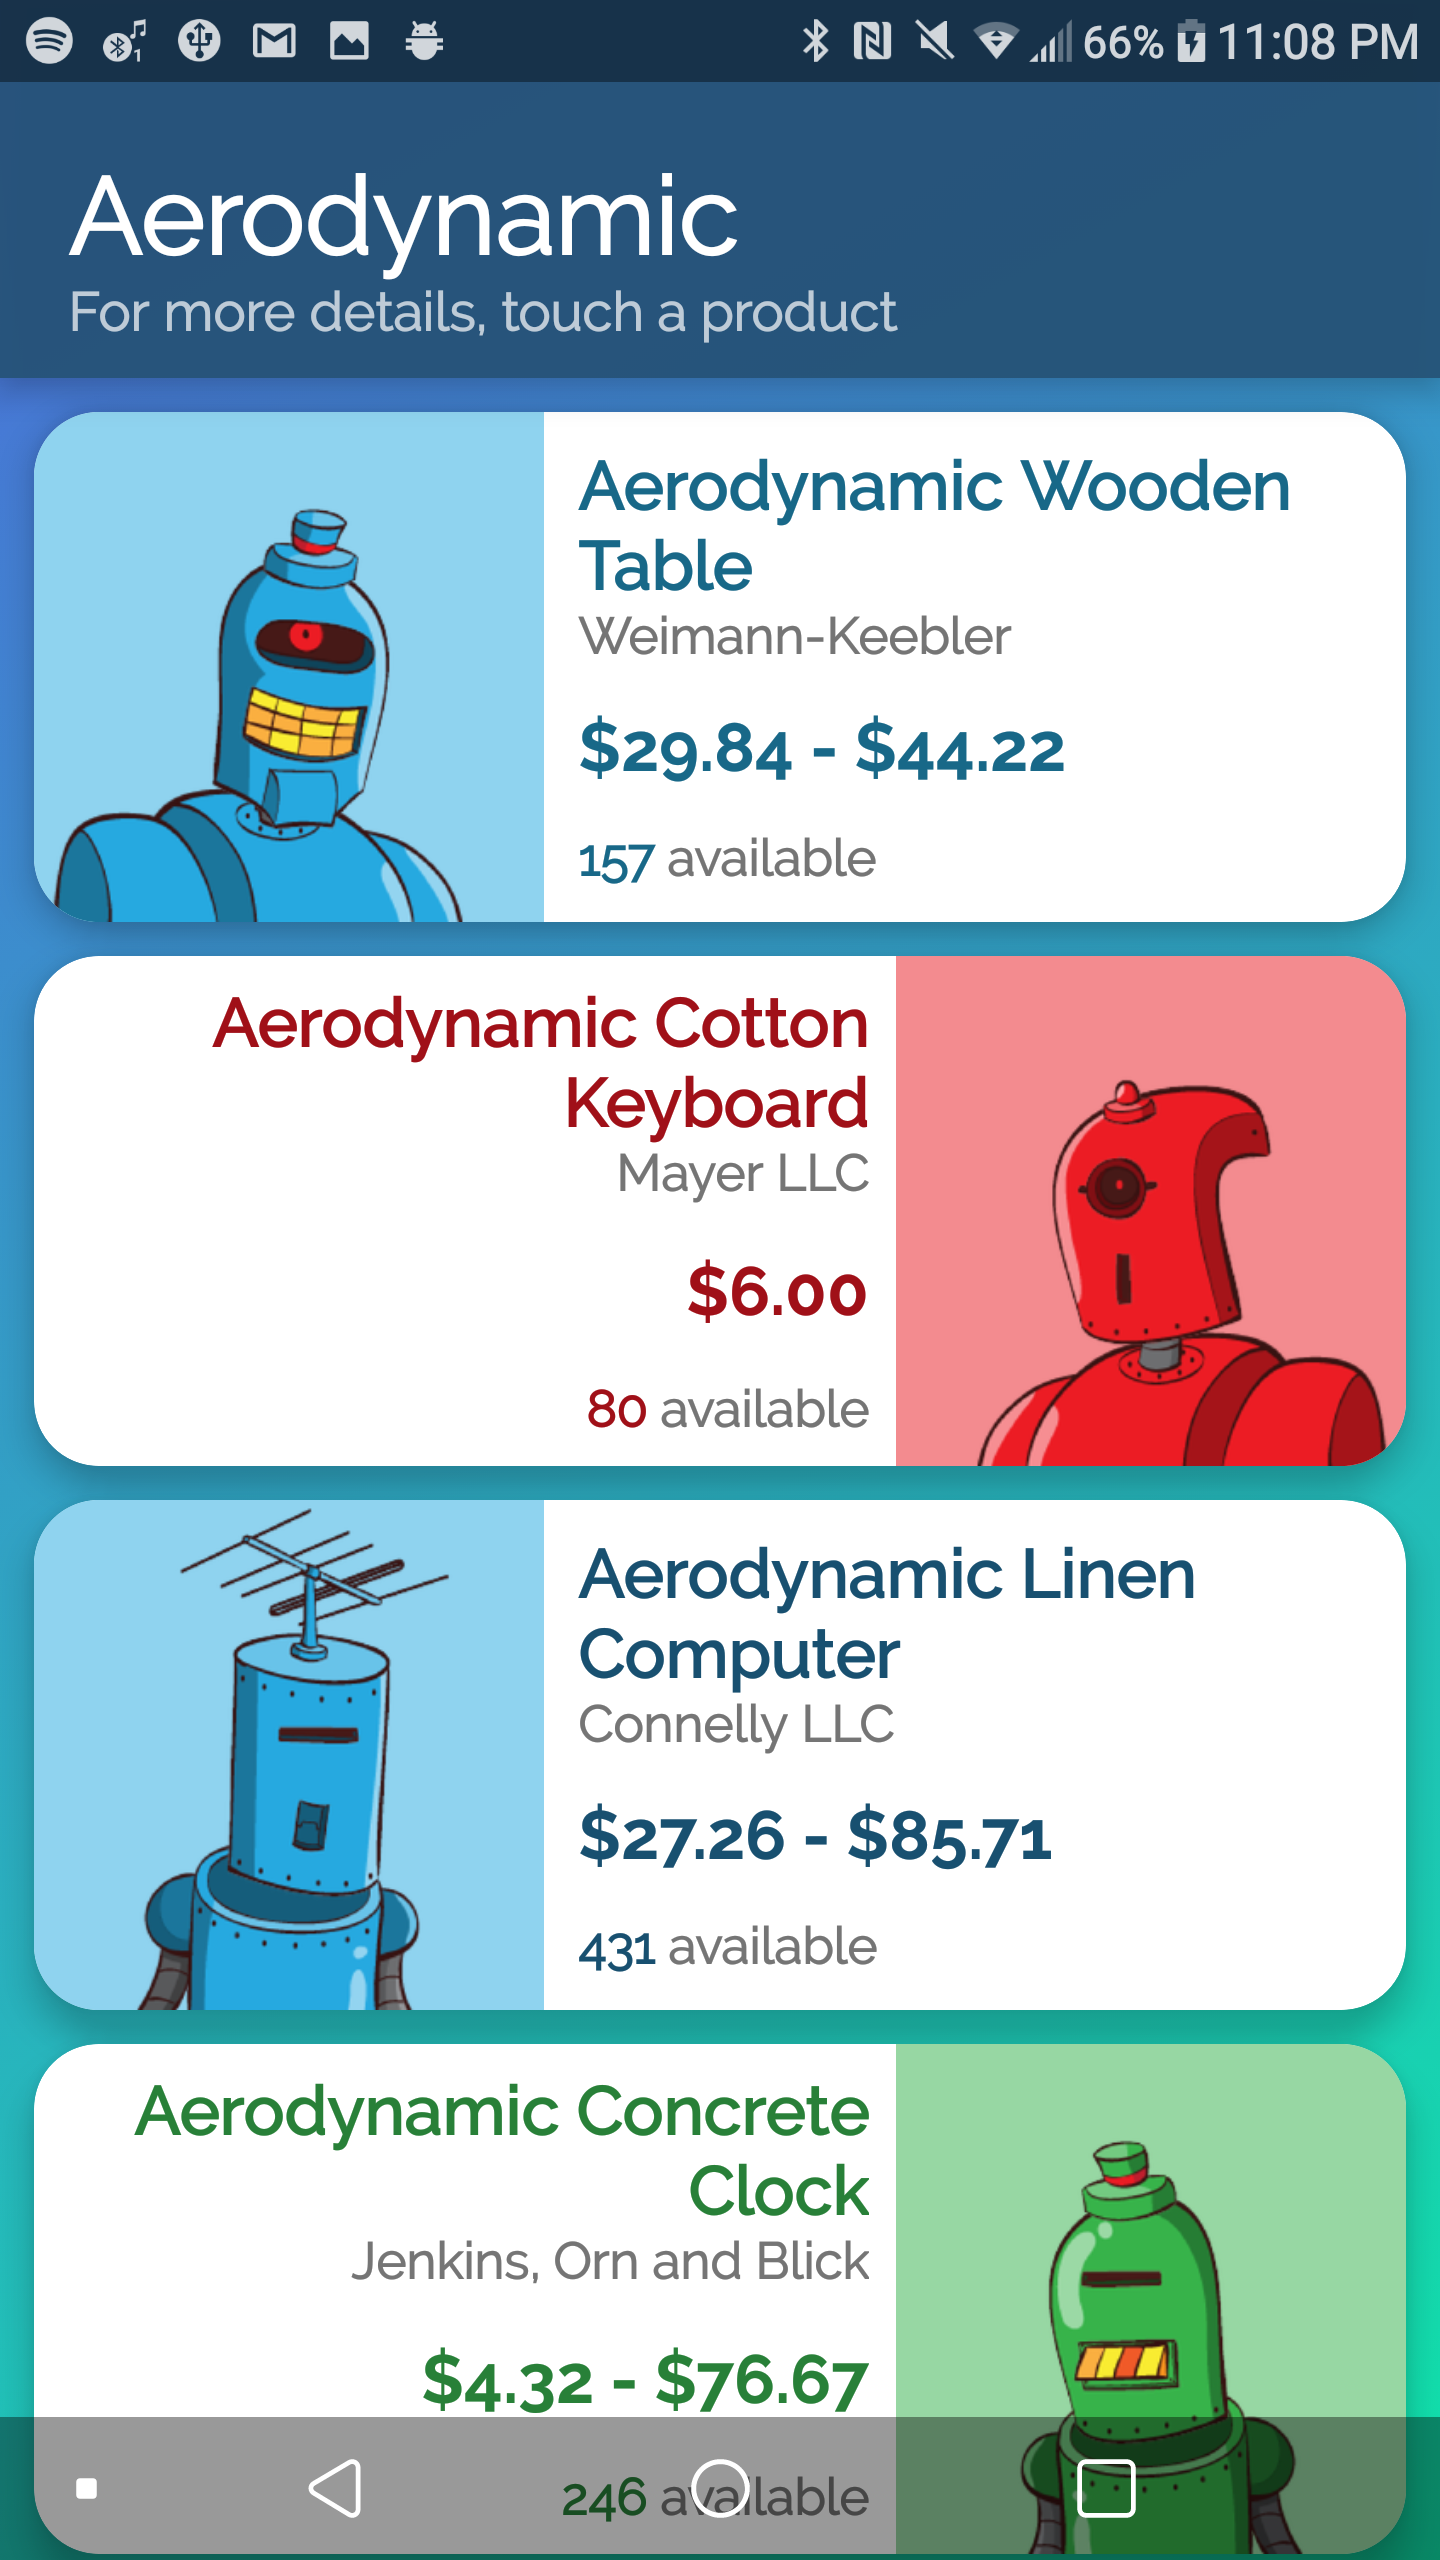 1
66% 11:08 PM
Aerodynamic
For more details, touch a product
Aerodynamic Wooden
Table
Weimann-Keebler
$29.84 - $44.22
157 available
Aerodynamic Cotton
Keyboard
Mayer LLC
$6.00
80 available
Aerodynamic Linen
Computer
Connelly LLC
$27.26 - $85.71
431 available
Aerodynamic Concrete
Clock
Jenkins, Orn and Blick
$4.32 - $76.67
246 available